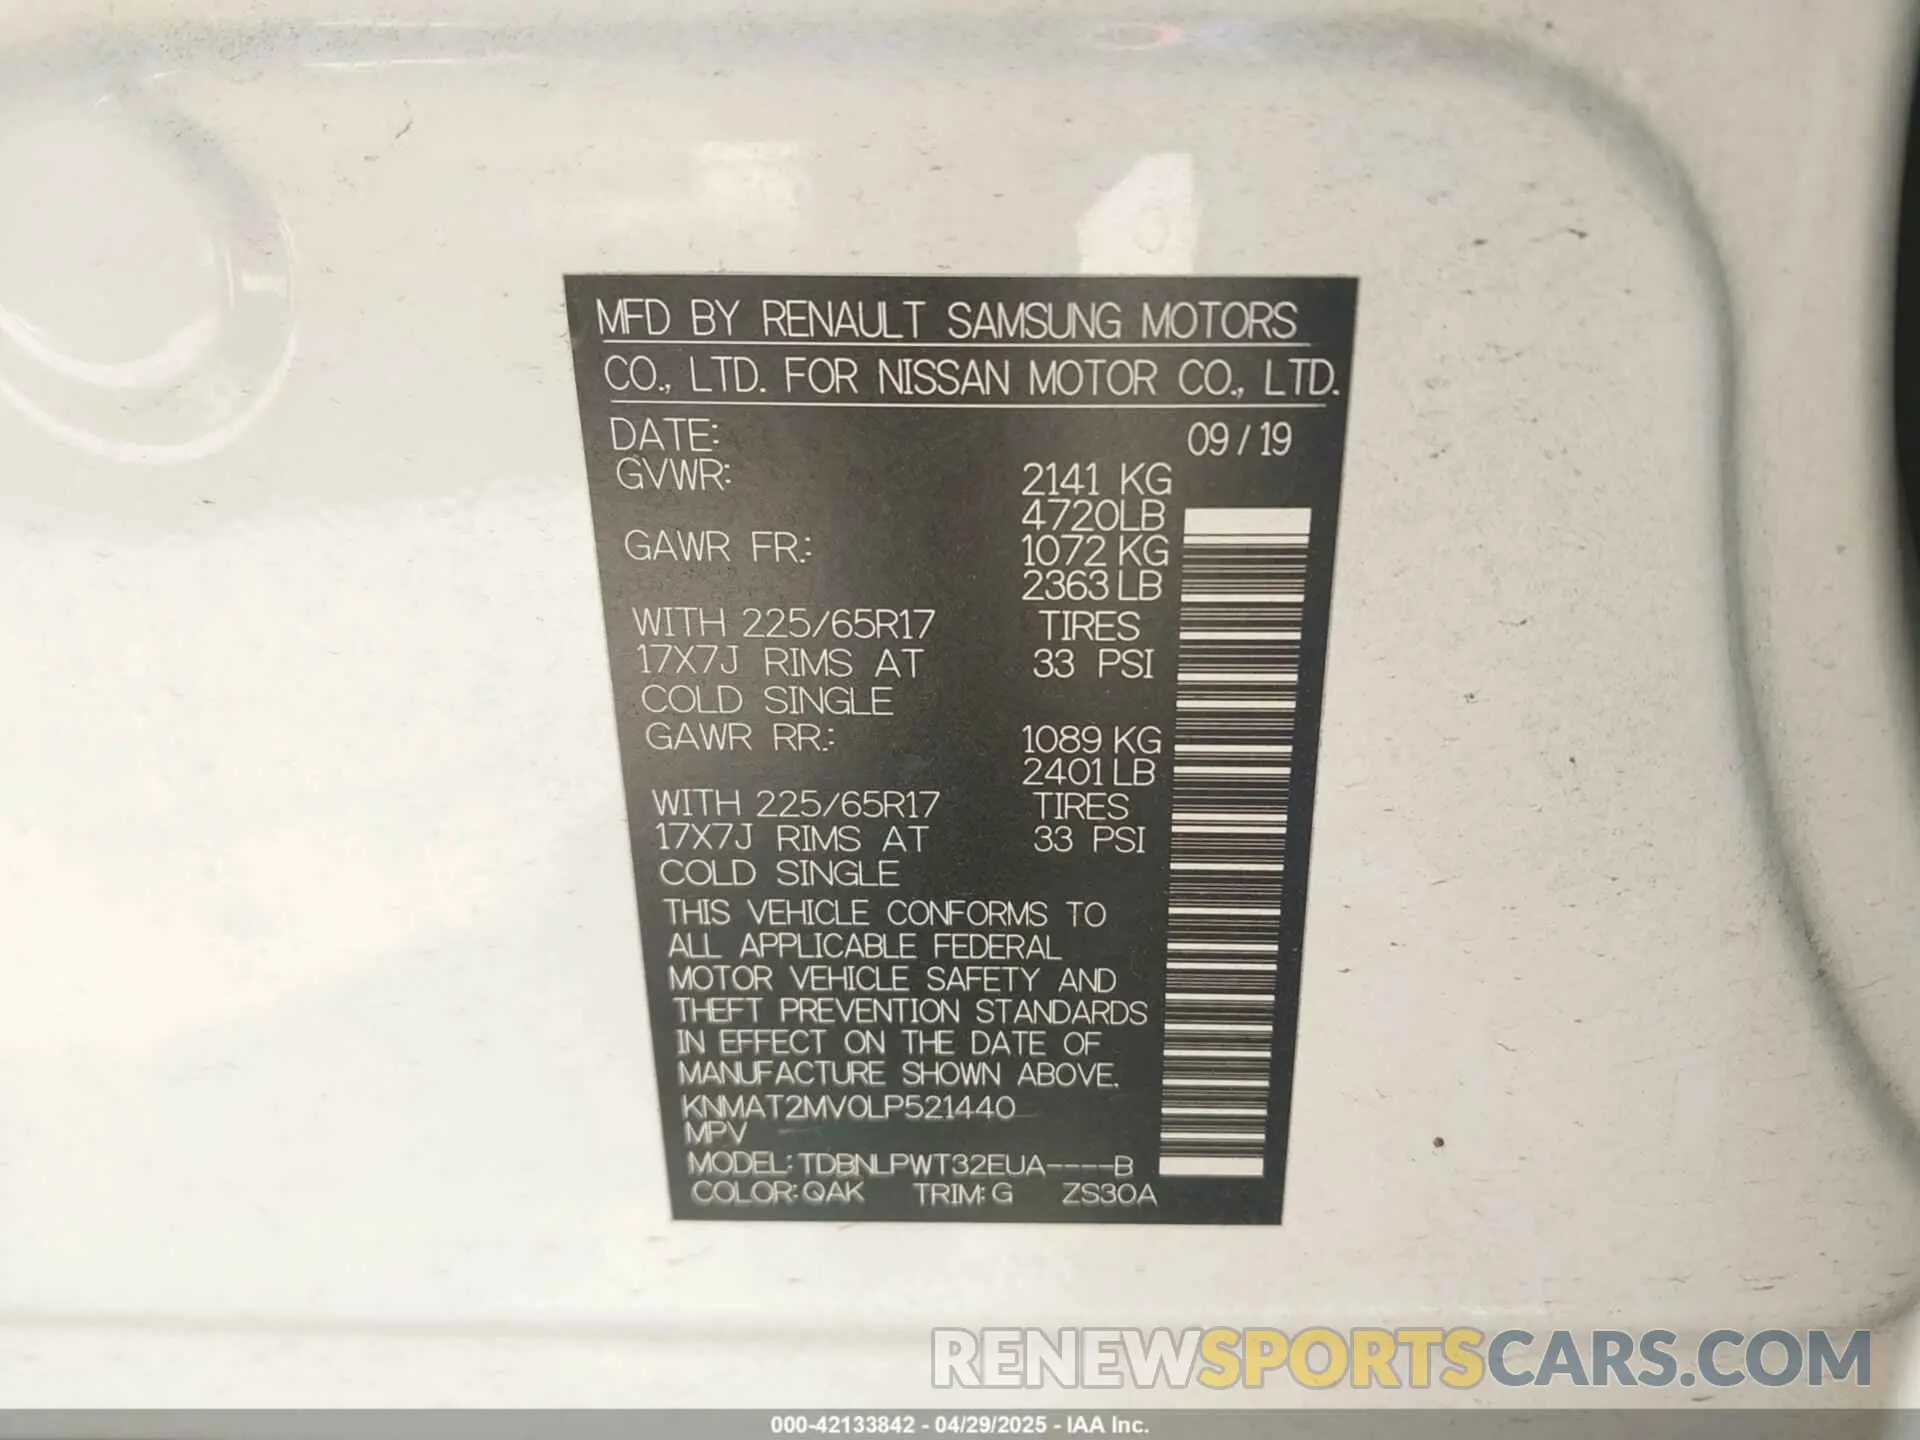 MFD BY RENAULT SAMSUNG MOTORS
CO., LTD. FOR NISSAN MOTOR CO., LTD.
DATE: 09 / 19
GVWR: 2141 KG
4720LB
GAWR FR.: 1072 KG
2363 LB
WITH 225/65R17 TIRES
17X7J RIMS AT 33 PSI
COLD SINGLE
GAWR RR.: 1089 KG
2401 LB
WITH 225/65R17 TIRES
17X7J RIMS AT 33 PSI
COLD SINGLE
THIS VEHICLE CONFORMS TO
ALL APPLICABLE FEDERAL
MOTOR VEHICLE SAFETY AND
THEFT PREVENTION STANDARDS
IN EFFECT ON THE DATE OF
MANUFACTURE SHOWN ABOVE.
KNMAT2MV0LP521440
MPV
MODEL: TDBNLPWT32EUA----B
COLOR: QAK TRIM: G ZS30A
RENEWSPORTSCARS.COM
000-42133842 - 04/29/2025 - IAA Inc.